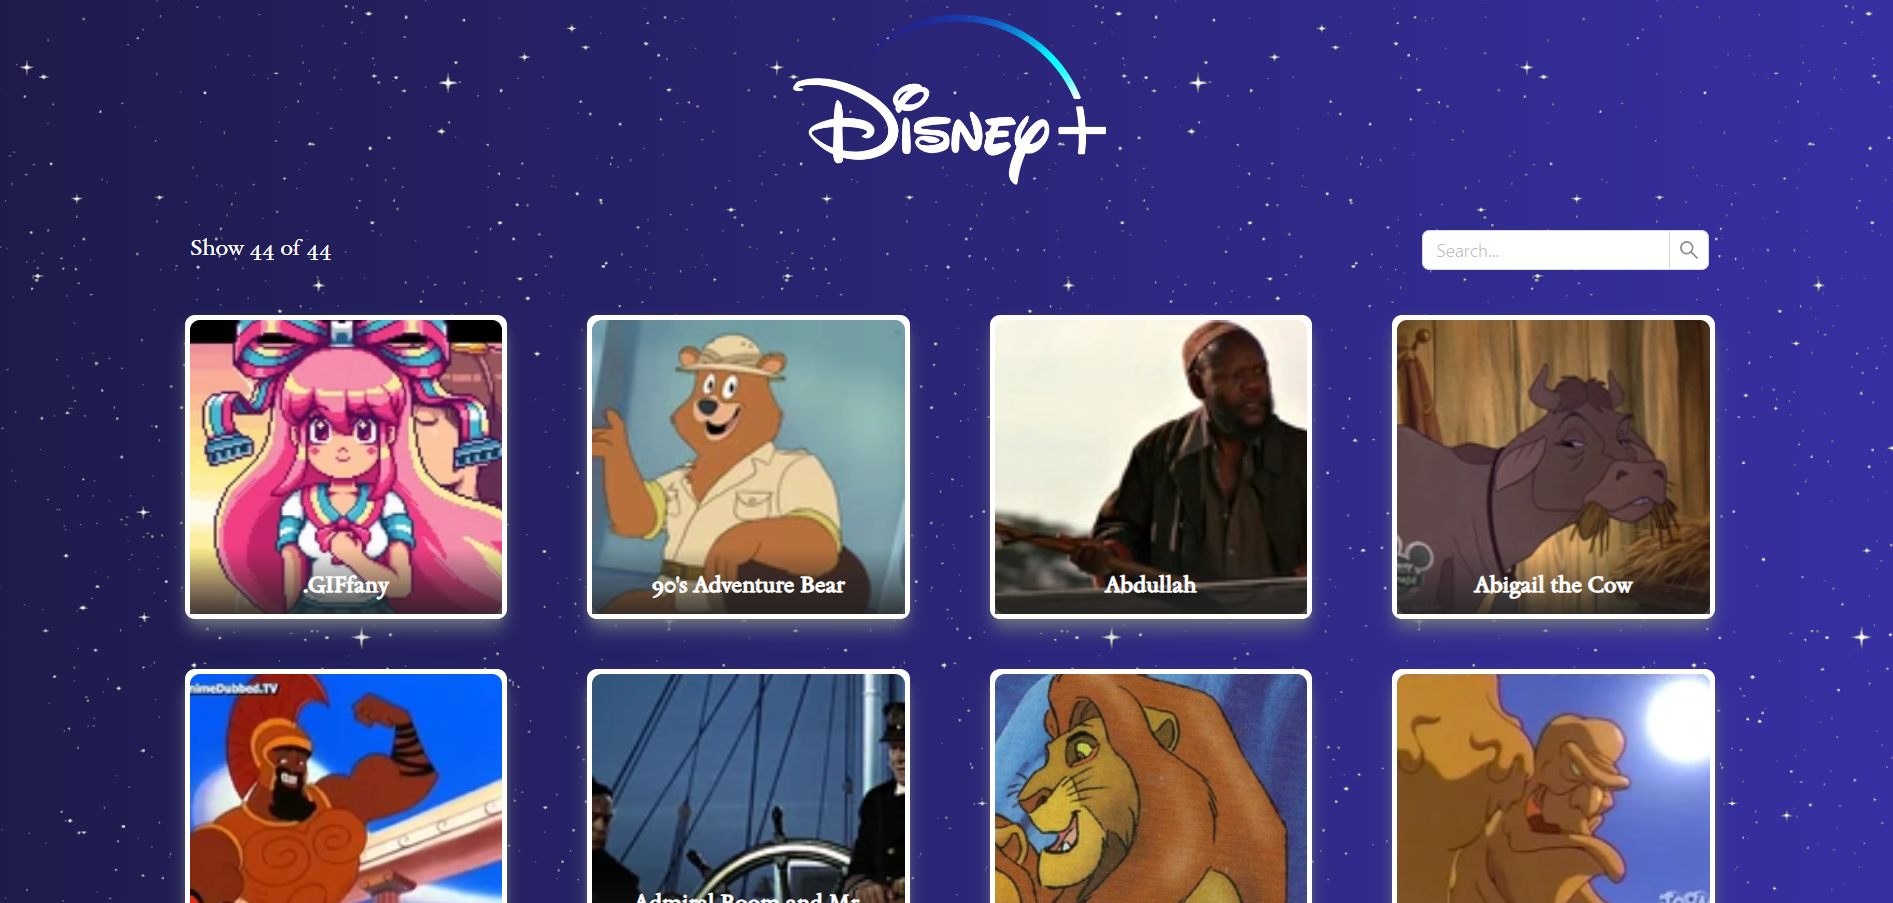 Disney+
Show 44 of 44
Search...
.GIFfany
90's Adventure Bear
Abdullah
Abigail the Cow
nimeDubbed.TV
Admiral Boom and Mr.